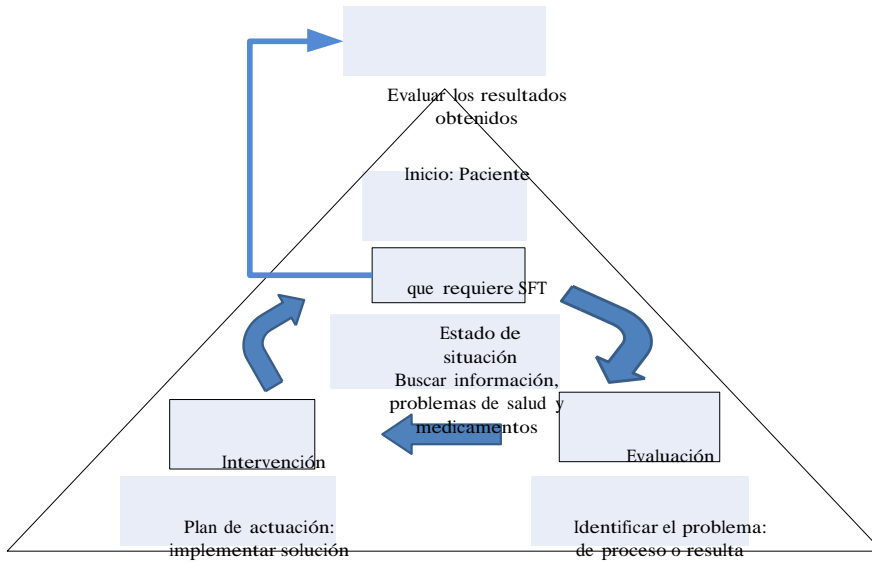 Evaluar los resultados
obtenidos
Inicio: Paciente
que requiere SFT
Estado de
situación
Buscar información,
problemas de salud y
medicamentos
Intervención
Evaluación
Plan de actuación:
implementar solución
Identificar el problema:
de proceso o resulta